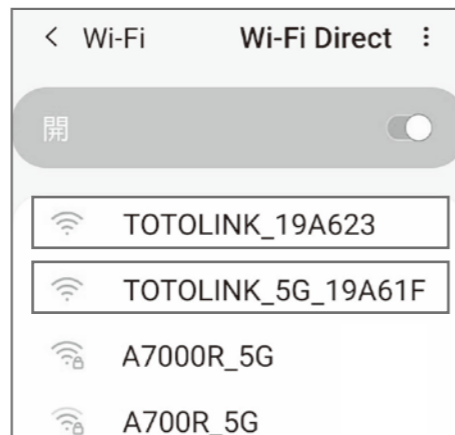 Wi-Fi Wi-Fi Direct
開
TOTOLINK_19A623
TOTOLINK_5G_19A61F
A7000R_5G
A700R_5G